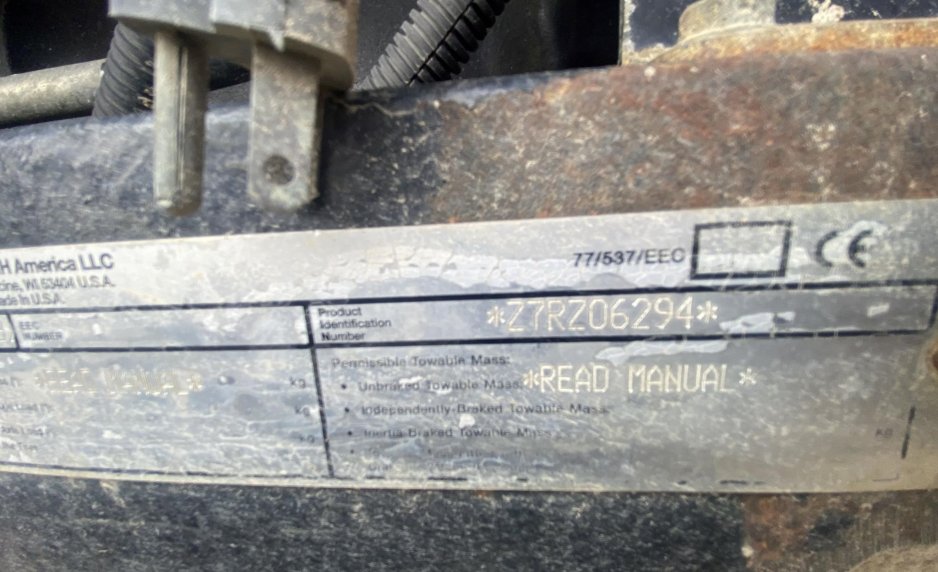 H America LLC
cine, WI. 53404 U.S.A.
ade in U.S.A.
77/537/EEC
CE
EEC
NUMBER
Product
Identification
Number
*Z7RZ06294*
Permissible Towable Mass:
*READ MANUAL*
kg
• Unbraked Towable Mass:
*READ MANUAL*
kg
• Independently-Braked Towable Mass:
kg
• Inertia Braked Towable Mass
KG